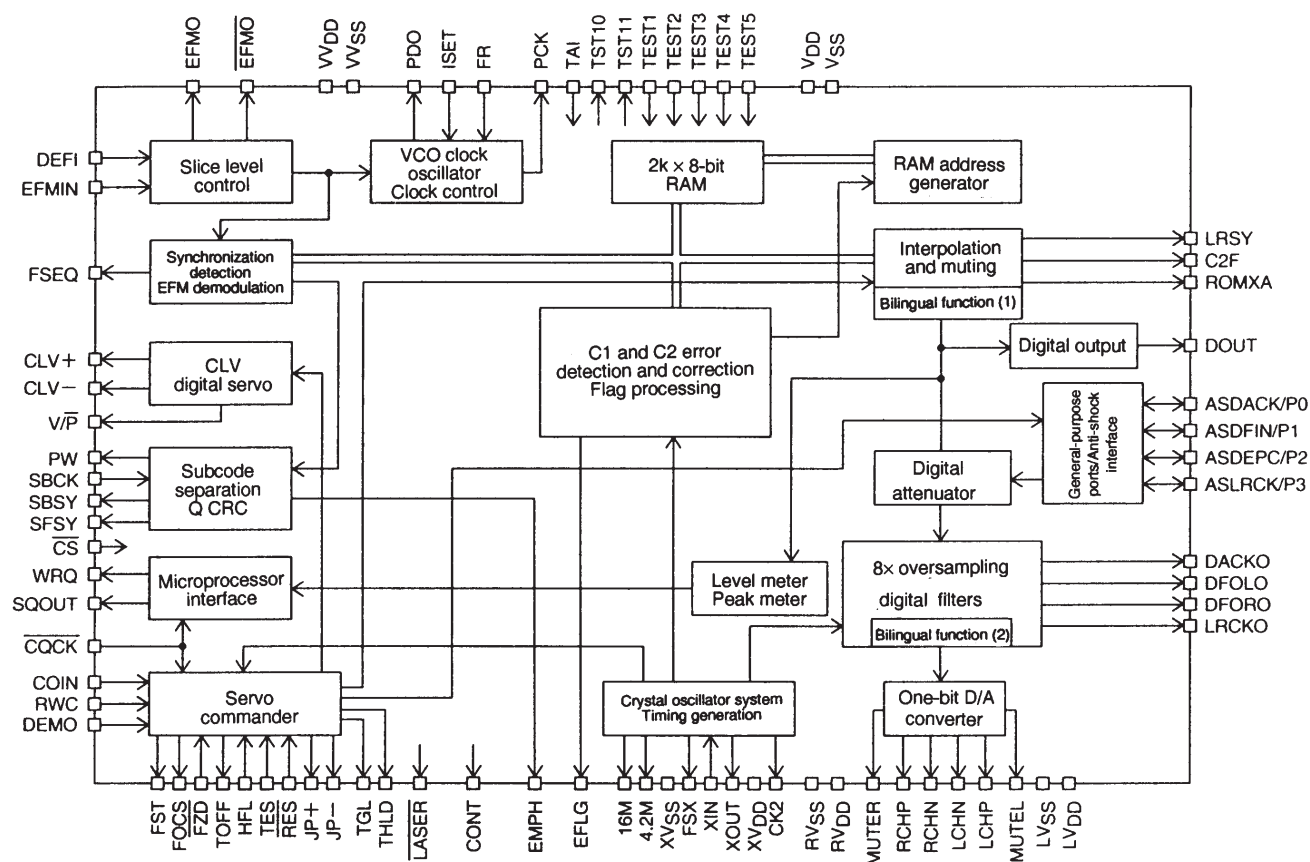 EFMO
E̅F̅M̅O̅
VVDD
VVSS
PDO
ISET
FR
PCK
TAI
TST10
TST11
TEST1
TEST2
TEST3
TEST4
TEST5
VDD
VSS
DEFI
EFMIN
FSEQ
CLV+
CLV−
V/P̅
PW
SBCK
SBSY
SFSY
C̅S̅
WRQ
SQOUT
C̅Q̅C̅K̅
COIN
RWC
DEMO
Slice level
control
VCO clock
oscillator
Clock control
2k × 8-bit
RAM
RAM address
generator
Synchronization
detection
EFM demodulation
Interpolation
and muting
Bilingual function (1)
CLV
digital servo
C1 and C2 error
detection and correction
Flag processing
Digital output
General-purpose
ports/Anti-shock
interface
Subcode
separation
Q CRC
Digital
attenuator
Microprocessor
interface
Level meter
Peak meter
8× oversampling
digital filters
Bilingual function (2)
Servo
commander
Crystal oscillator system
Timing generation
One-bit D/A
converter
LRSY
C2F
ROMXA
DOUT
ASDACK/P0
ASDFIN/P1
ASDEPC/P2
ASLRCK/P3
DACKO
DFOLO
DFORO
LRCKO
FST
FOCS
F̅Z̅D̅
TOFF
HFL
TES
R̅E̅S̅
JP+
JP−
TGL
THLD
L̅A̅S̅E̅R̅
CONT
EMPH
EFLG
16M
4.2M
XVSS
FSX
XIN
XOUT
XVDD
CK2
RVSS
RVDD
MUTER
RCHP
RCHN
LCHN
LCHP
MUTEL
LVSS
LVDD